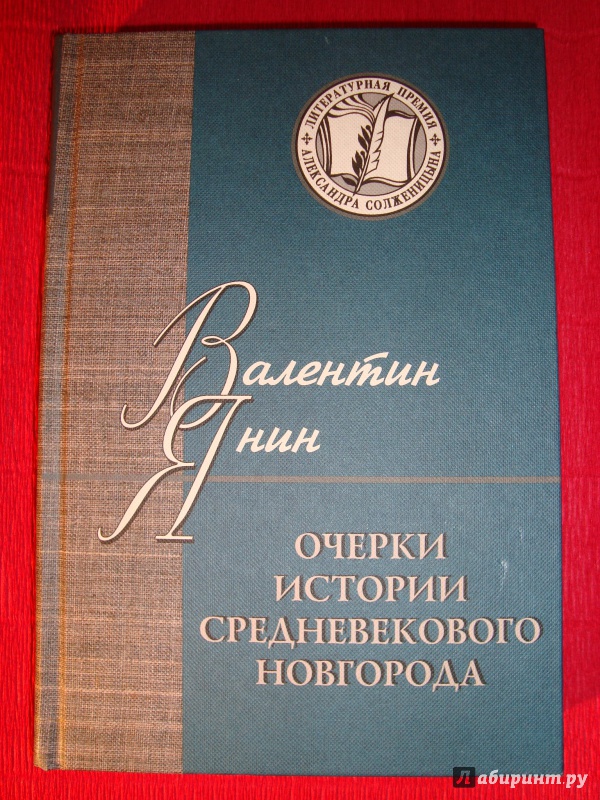 ЛИТЕРАТУРНАЯ ПРЕМИЯ
АЛЕКСАНДРА СОЛЖЕНИЦЫНА
Валентин
Янин
ОЧЕРКИ
ИСТОРИИ
СРЕДНЕВЕКОВОГО
НОВГОРОДА
Лабиринт.ру